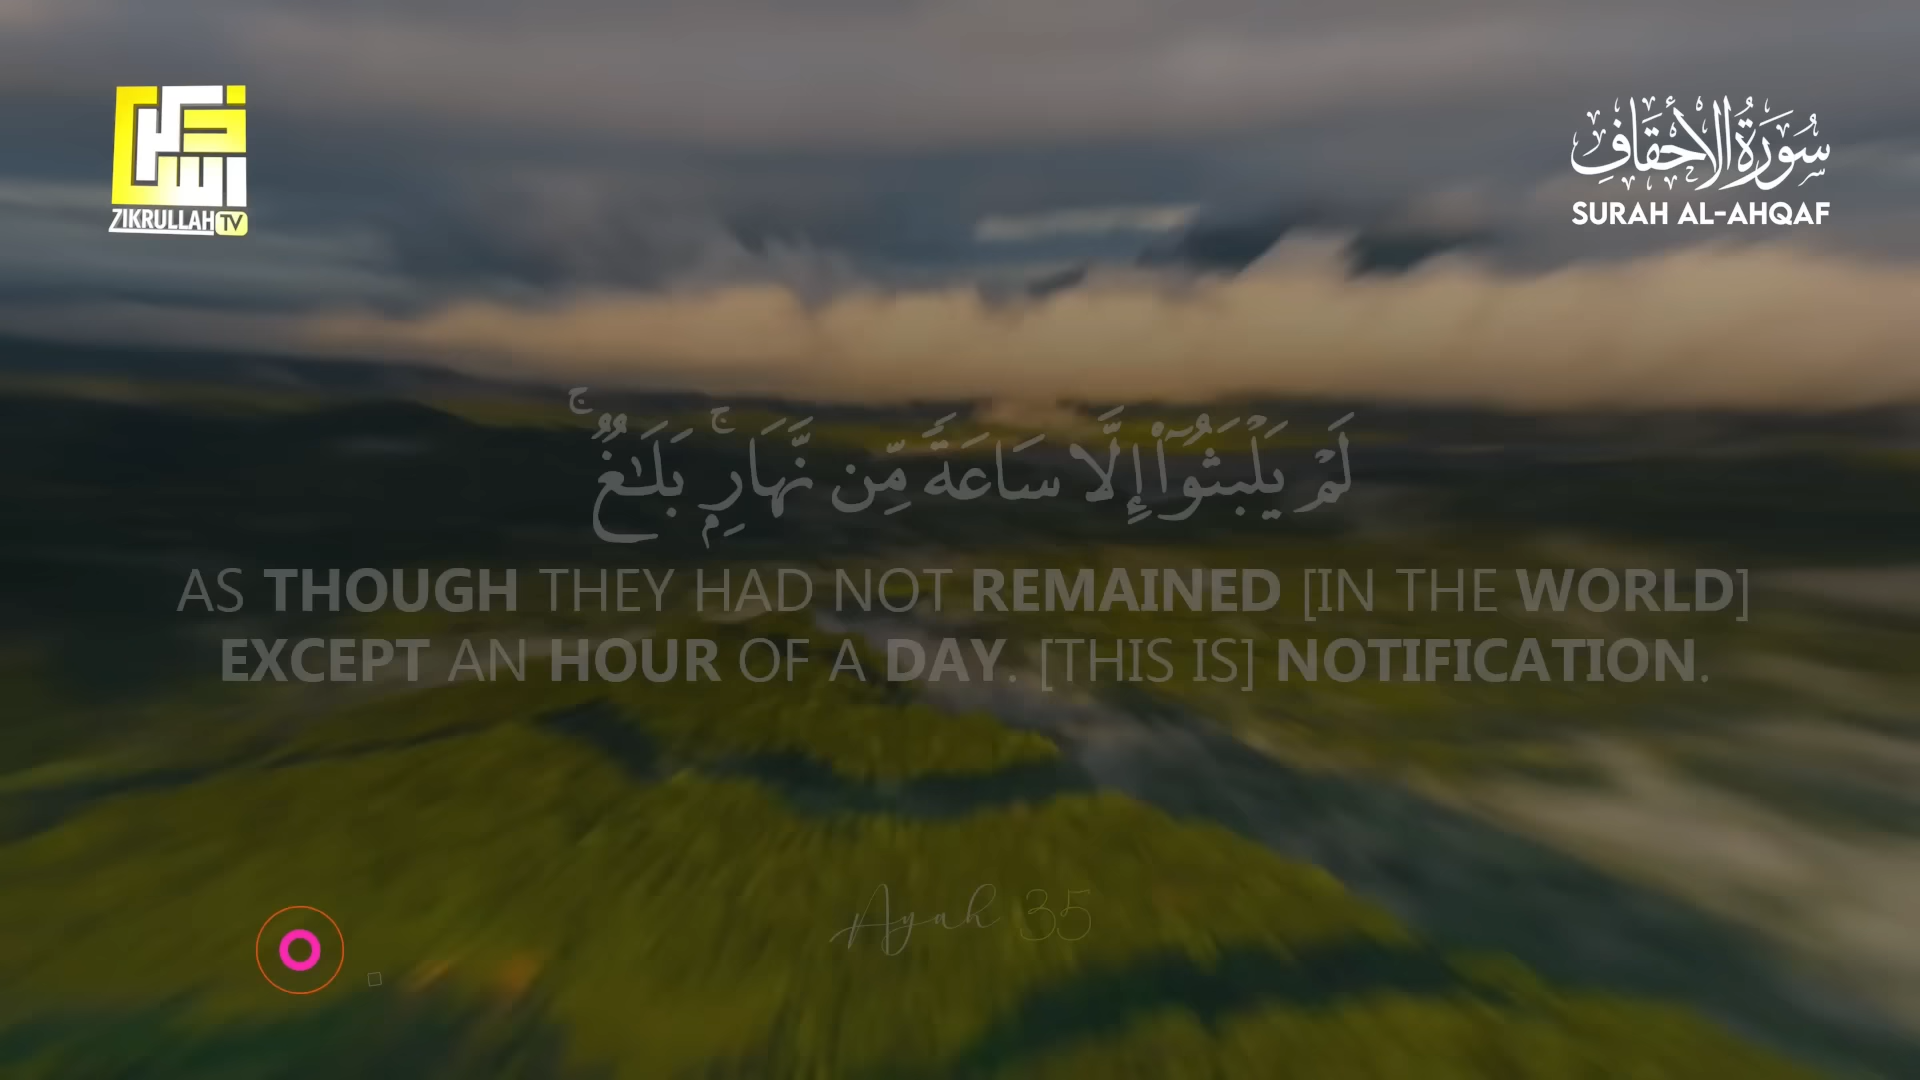 ZIKRULLAH TV
سُورَةُ الأَحْقَافِ
SURAH AL-AHQAF
لَمْ يَلْبَثُوٓا۟ إِلَّا سَاعَةً مِّن نَّهَارٍۭ ۚ بَلَـٰغٌ ۚ
AS THOUGH THEY HAD NOT REMAINED [IN THE WORLD]
EXCEPT AN HOUR OF A DAY. [THIS IS] NOTIFICATION.
Ayah 35